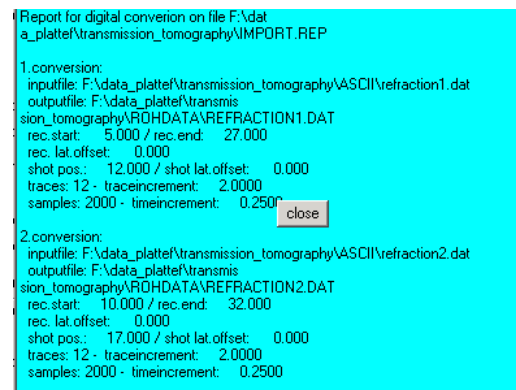 Report for digital converion on file F:\dat
a_plattef\transmission_tomography\IMPORT.REP
1.conversion:
inputfile: F:\data_plattef\transmission_tomography\ASCII\refraction1.dat
outputfile: F:\data_plattef\transmis
sion_tomography\ROHDATA\REFRACTION1.DAT
rec.start: 5.000 / rec.end: 27.000
rec. lat.offset: 0.000
shot pos.: 12.000 / shot lat.offset: 0.000
traces: 12 - traceincrement: 2.0000
samples: 2000 - timeincrement: 0.2500
close
2.conversion:
inputfile: F:\data_plattef\transmission_tomography\ASCII\refraction2.dat
outputfile: F:\data_plattef\transmis
sion_tomography\ROHDATA\REFRACTION2.DAT
rec.start: 10.000 / rec.end: 32.000
rec. lat.offset: 0.000
shot pos.: 17.000 / shot lat.offset: 0.000
traces: 12 - traceincrement: 2.0000
samples: 2000 - timeincrement: 0.2500